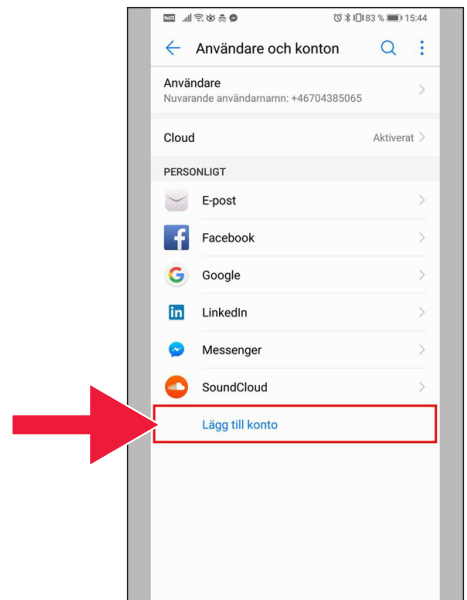 83 % 15:44
Användare och konton
Användare
Nuvarande användarnamn: +46704385065
Cloud Aktiverat
PERSONLIGT
E-post
Facebook
Google
LinkedIn
Messenger
SoundCloud
Lägg till konto